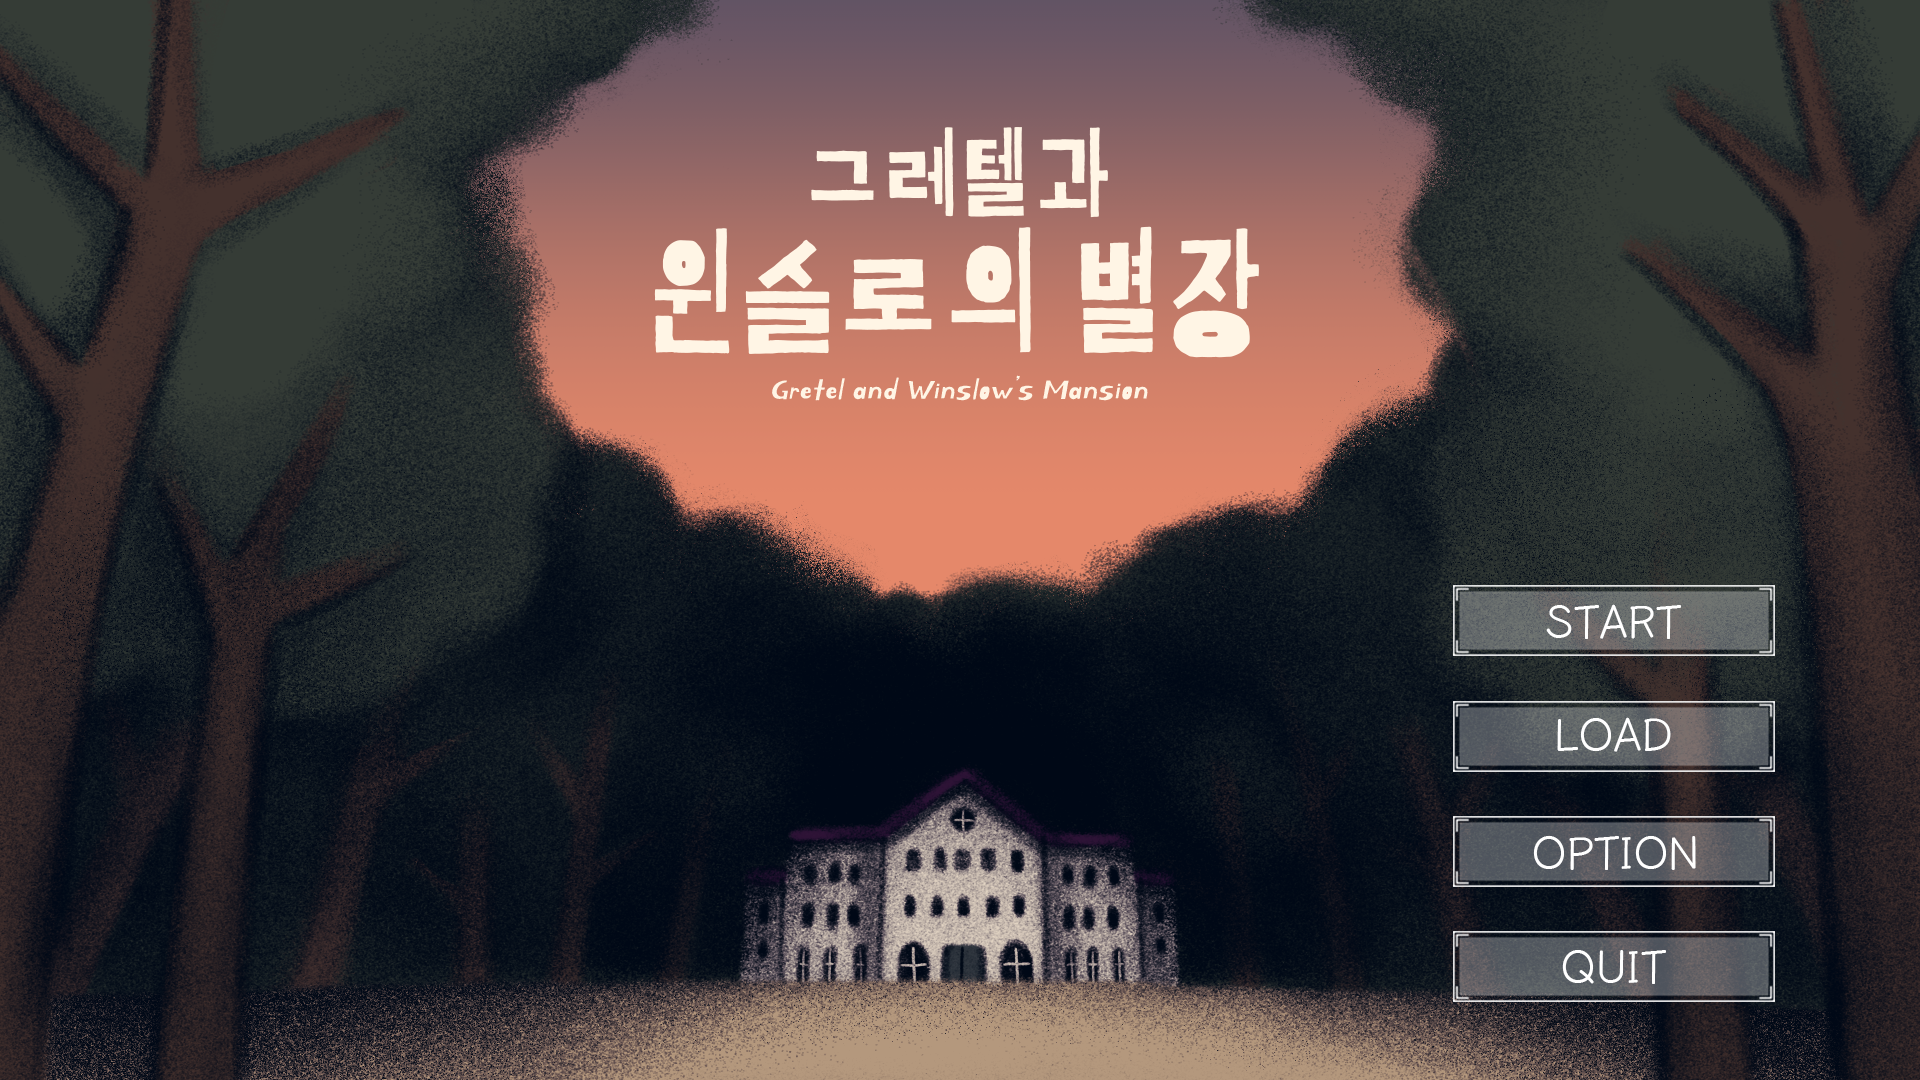 그레텔과
윈슬로의 별장
Gretel and Winslow's Mansion
START
LOAD
OPTION
QUIT